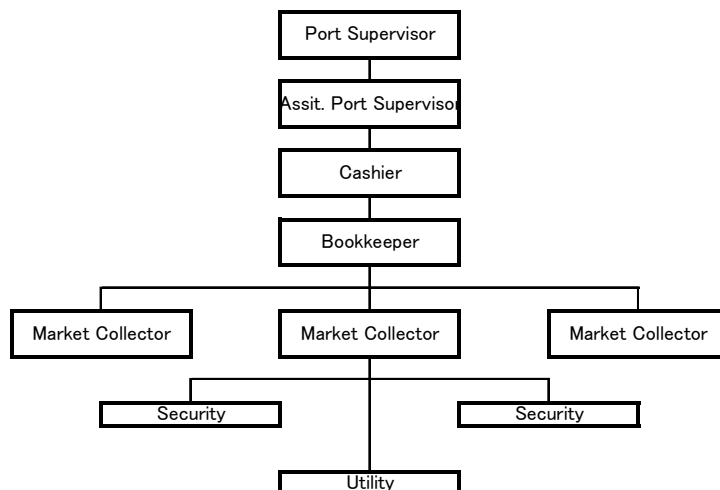 Port Supervisor
Assit. Port Supervisor
Cashier
Bookkeeper
Market Collector
Market Collector
Market Collector
Security
Security
Utility